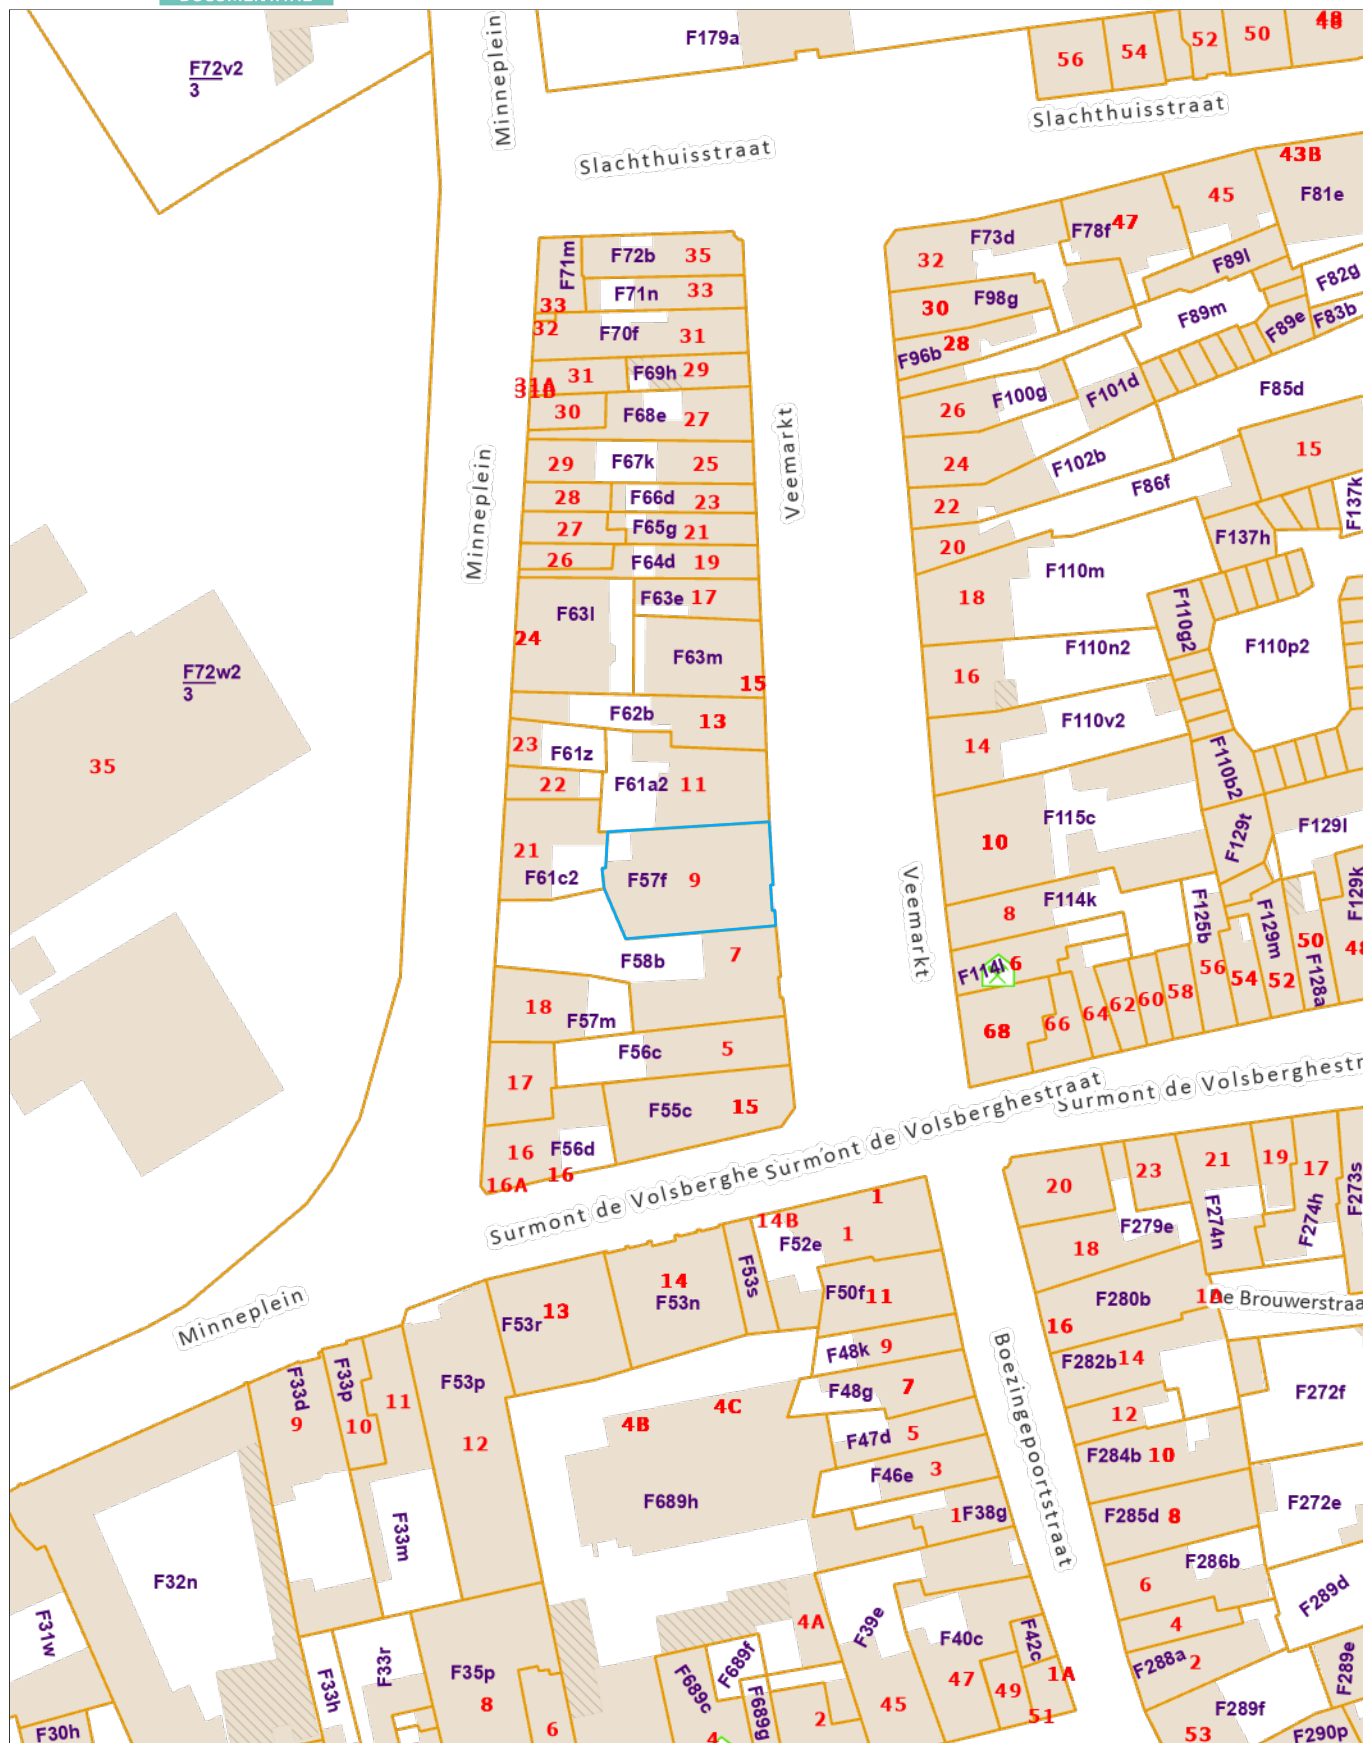 F72v2
3
Minneplein
F179a
56
54
52
50
48
Slachthuisstraat
Slachthuisstraat
43B
F81e
45
F78f 47
F73d
32
F89l
F82g
F98g
30
F89m
F89e
F83b
F96b 28
F71m
F72b 35
F71n 33
33
32
F70f 31
31 F69h 29
31A
31B
30 F68e 27
29 F67k 25
28 F66d 23
27 F65g 21
26 F64d 19
F63l
F63e 17
24
F63m
15
F62b 13
23 F61z
22 F61a2 11
21
F61c2
F57f 9
F58b 7
18 F57m
F56c 5
17
F55c 15
16 F56d
16A 16
Minneplein
Veemarkt
F72w2
3
35
26 F100g F101d
F85d
24 F102b
15
22 F86f
F137k
20
F137h
F110m
18
F110g2
F110n2
F110p2
16
F110v2
14
F110b2
F115c
10
F129t
F129l
F114k
8
F125b
F129m
F129k
F114l 6
56 54 52 50 48
F128a
68 66 64 62 60 58
Veemarkt
Surmont de Volsberghestr
Surmont de Volsberghestraat
Surmont de Volsberghe
Minneplein
20 23 21 19 17
F273s
F279e F274n F274h
18
F280b 1A
De Brouwerstraa
16
F282b 14
F272f
12
F284b 10
F285d 8
F272e
F286b
6
F289d
4
F288a 2
F289e
F289f
53 F290p
Boezingepoortstraat
14B 1
F52e 1
F53s
14
F53n
F50f 11
F53r 13
F48k 9
F48g 7
F47d 5
F46e 3
1 F38g
F33d
9
F33p
10
11
F53p
12
4B 4C
F689h
F32n
F33m
F31w
F33h
F33r
F30h
F35p
8
6
4A
F39e
F40c
F42c
47 49 1A
51
45
F689f
F689c
F689g
4
2